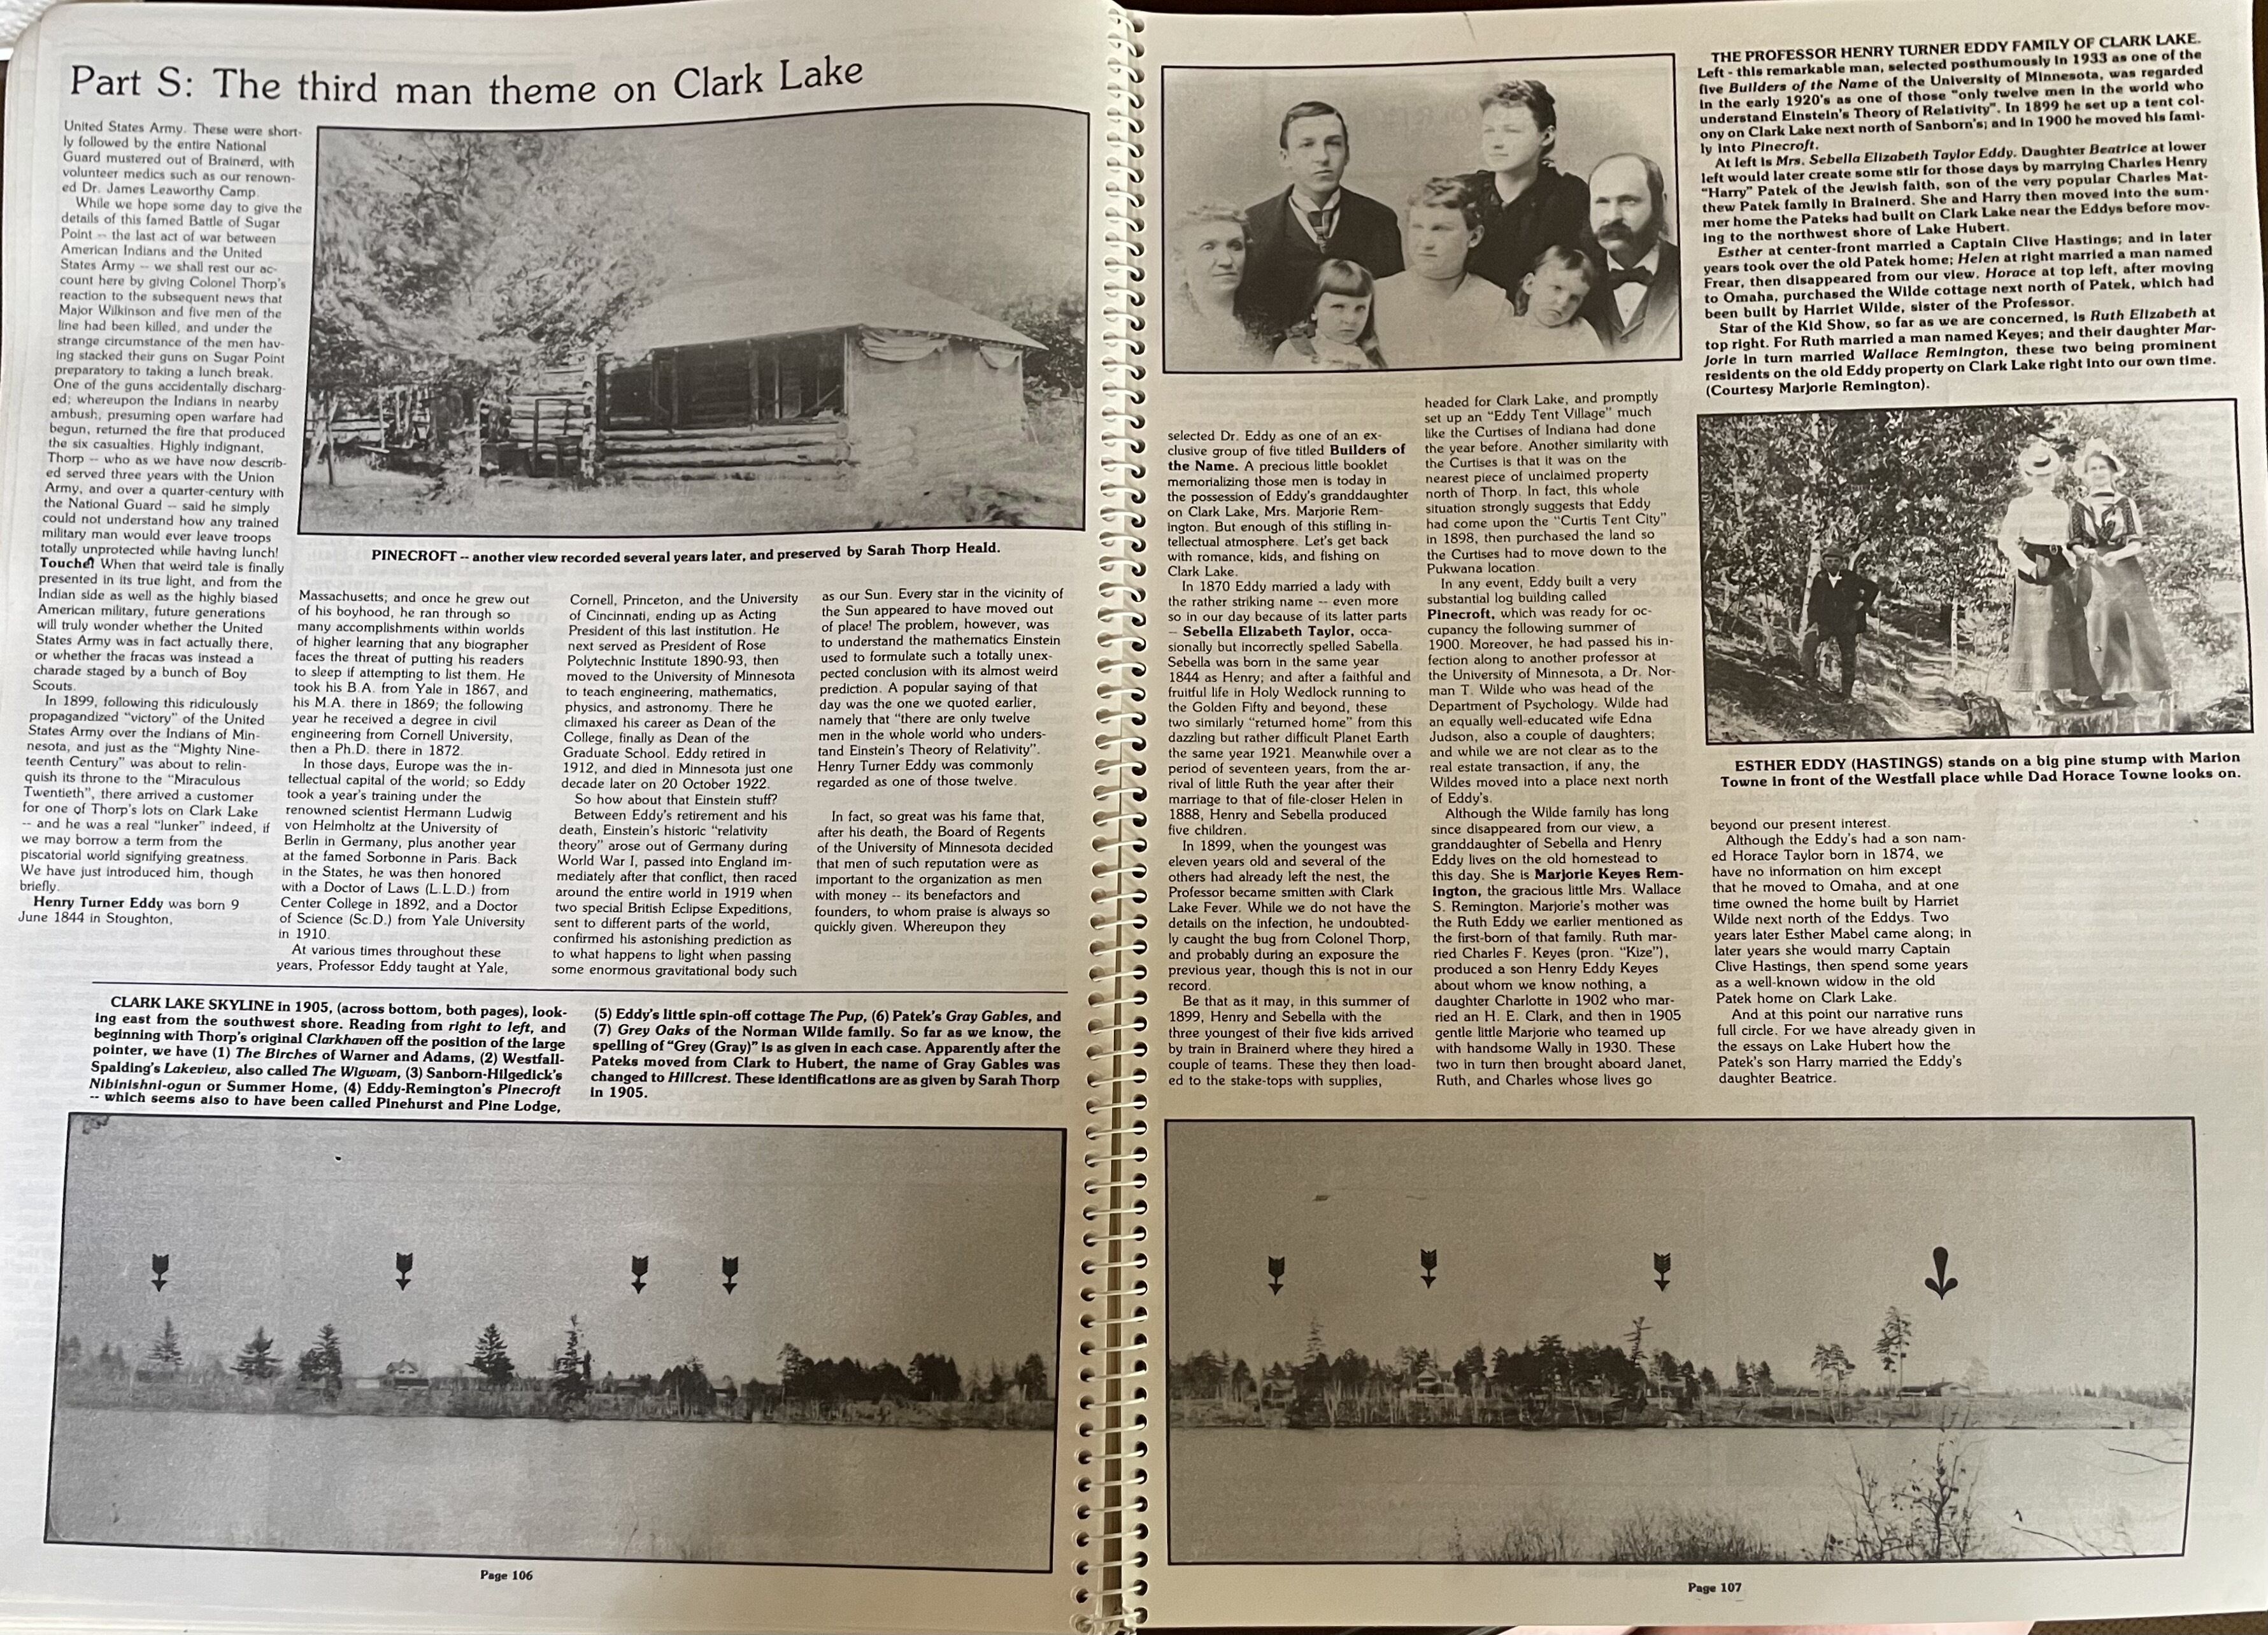 Part S: The third man theme on Clark Lake
United States Army. These were short-
ly followed by the entire National
Guard mustered out of Brainerd, with
volunteer medics such as our renown-
ed Dr. James Leaworthy Camp.
While we hope some day to give the
details of this famed Battle of Sugar
Point -- the last act of war between
American Indians and the United
States Army -- we shall rest our ac-
count here by giving Colonel Thorp's
reaction to the subsequent news that
Major Wilkinson and five men of the
line had been killed, and under the
strange circumstance of the men hav-
ing stacked their guns on Sugar Point
preparatory to taking a lunch break.
One of the guns accidentally discharg-
ed; whereupon the Indians in nearby
ambush, presuming open warfare had
begun, returned the fire that produced
the six casualties. Highly indignant,
Thorp -- who as we have now describ-
ed served three years with the Union
Army, and over a quarter-century with
the National Guard -- said he simply
could not understand how any trained
military man would ever leave troops
totally unprotected while having lunch!
Touché! When that weird tale is finally
presented in its true light, and from the
Indian side as well as the highly biased
American military, future generations
will truly wonder whether the United
States Army was in fact actually there,
or whether the fracas was instead a
charade staged by a bunch of Boy
Scouts.
In 1899, following this ridiculously
propagandized "victory" of the United
States Army over the Indians of Min-
nesota, and just as the "Mighty Nine-
teenth Century" was about to relin-
quish its throne to the "Miraculous
Twentieth", there arrived a customer
for one of Thorp's lots on Clark Lake
-- and he was a real "lunker" indeed, if
we may borrow a term from the
piscatorial world signifying greatness.
We have just introduced him, though
briefly.
Henry Turner Eddy was born 9
June 1844 in Stoughton,
PINECROFT -- another view recorded several years later, and preserved by Sarah Thorp Heald.
Massachusetts; and once he grew out
of his boyhood, he ran through so
many accomplishments within worlds
of higher learning that any biographer
faces the threat of putting his readers
to sleep if attempting to list them. He
took his B.A. from Yale in 1867, and
his M.A. there in 1869; the following
year he received a degree in civil
engineering from Cornell University,
then a Ph.D. there in 1872.
In those days, Europe was the in-
tellectual capital of the world; so Eddy
took a year's training under the
renowned scientist Hermann Ludwig
von Helmholtz at the University of
Berlin in Germany, plus another year
at the famed Sorbonne in Paris. Back
in the States, he was then honored
with a Doctor of Laws (L.L.D.) from
Center College in 1892, and a Doctor
of Science (Sc.D.) from Yale University
in 1910.
At various times throughout these
years, Professor Eddy taught at Yale,
Cornell, Princeton, and the University
of Cincinnati, ending up as Acting
President of this last institution. He
next served as President of Rose
Polytechnic Institute 1890-93, then
moved to the University of Minnesota
to teach engineering, mathematics,
physics, and astronomy. There he
climaxed his career as Dean of the
College, finally as Dean of the
Graduate School. Eddy retired in
1912, and died in Minnesota just one
decade later on 20 October 1922.
So how about that Einstein stuff?
Between Eddy's retirement and his
death, Einstein's historic "relativity
theory" arose out of Germany during
World War I, passed into England im-
mediately after that conflict, then raced
around the entire world in 1919 when
two special British Eclipse Expeditions,
sent to different parts of the world,
confirmed his astonishing prediction as
to what happens to light when passing
some enormous gravitational body such
as our Sun. Every star in the vicinity of
the Sun appeared to have moved out
of place! The problem, however, was
to understand the mathematics Einstein
used to formulate such a totally unex-
pected conclusion with its almost weird
prediction. A popular saying of that
day was the one we quoted earlier,
namely that "there are only twelve
men in the whole world who unders-
tand Einstein's Theory of Relativity".
Henry Turner Eddy was commonly
regarded as one of those twelve.
In fact, so great was his fame that,
after his death, the Board of Regents
of the University of Minnesota decided
that men of such reputation were as
important to the organization as men
with money -- its benefactors and
founders, to whom praise is always so
quickly given. Whereupon they
CLARK LAKE SKYLINE in 1905, (across bottom, both pages), look-
ing east from the southwest shore. Reading from right to left, and
beginning with Thorp's original Clarkhaven off the position of the large
pointer, we have (1) The Birches of Warner and Adams, (2) Westfall-
Spalding's Lakeview, also called The Wigwam, (3) Sanborn-Hilgedick's
Nibinishni-ogun or Summer Home, (4) Eddy-Remington's Pinecroft
-- which seems also to have been called Pinehurst and Pine Lodge,
(5) Eddy's little spin-off cottage The Pup, (6) Patek's Gray Gables, and
(7) Grey Oaks of the Norman Wilde family. So far as we know, the
spelling of "Grey (Gray)" is as given in each case. Apparently after the
Pateks moved from Clark to Hubert, the name of Gray Gables was
changed to Hillcrest. These identifications are as given by Sarah Thorp
in 1905.
Page 106
THE PROFESSOR HENRY TURNER EDDY FAMILY OF CLARK LAKE.
Left - this remarkable man, selected posthumously in 1933 as one of the
five Builders of the Name of the University of Minnesota, was regarded
in the early 1920's as one of those "only twelve men in the world who
understand Einstein's Theory of Relativity". In 1899 he set up a tent col-
ony on Clark Lake next north of Sanborn's; and in 1900 he moved his fami-
ly into Pinecroft.
At left is Mrs. Sebella Elizabeth Taylor Eddy. Daughter Beatrice at lower
left would later create some stir for those days by marrying Charles Henry
"Harry" Patek of the Jewish faith, son of the very popular Charles Mat-
thew Patek family in Brainerd. She and Harry then moved into the sum-
mer home the Pateks had built on Clark Lake near the Eddys before mov-
ing to the northwest shore of Lake Hubert.
Esther at center-front married a Captain Clive Hastings; and in later
years took over the old Patek home; Helen at right married a man named
Frear, then disappeared from our view. Horace at top left, after moving
to Omaha, purchased the Wilde cottage next north of Patek, which had
been built by Harriet Wilde, sister of the Professor.
Star of the Kid Show, so far as we are concerned, is Ruth Elizabeth at
top right. For Ruth married a man named Keyes; and their daughter Mar-
jorie in turn married Wallace Remington, these two being prominent
residents on the old Eddy property on Clark Lake right into our own time.
(Courtesy Marjorie Remington).
selected Dr. Eddy as one of an ex-
clusive group of five titled Builders of
the Name. A precious little booklet
memorializing those men is today in
the possession of Eddy's granddaughter
on Clark Lake, Mrs. Marjorie Rem-
ington. But enough of this stifling in-
tellectual atmosphere. Let's get back
with romance, kids, and fishing on
Clark Lake.
In 1870 Eddy married a lady with
the rather striking name -- even more
so in our day because of its latter parts
-- Sebella Elizabeth Taylor, occa-
sionally but incorrectly spelled Sabella.
Sebella was born in the same year
1844 as Henry; and after a faithful and
fruitful life in Holy Wedlock running to
the Golden Fifty and beyond, these
two similarly "returned home" from this
dazzling but rather difficult Planet Earth
the same year 1921. Meanwhile over a
period of seventeen years, from the ar-
rival of little Ruth the year after their
marriage to that of file-closer Helen in
1888, Henry and Sebella produced
five children.
In 1899, when the youngest was
eleven years old and several of the
others had already left the nest, the
Professor became smitten with Clark
Lake Fever. While we do not have the
details on the infection, he undoubted-
ly caught the bug from Colonel Thorp,
and probably during an exposure the
previous year, though this is not in our
record.
Be that as it may, in this summer of
1899, Henry and Sebella with the
three youngest of their five kids arrived
by train in Brainerd where they hired a
couple of teams. These they then load-
ed to the stake-tops with supplies,
headed for Clark Lake, and promptly
set up an "Eddy Tent Village" much
like the Curtises of Indiana had done
the year before. Another similarity with
the Curtises is that it was on the
nearest piece of unclaimed property
north of Thorp. In fact, this whole
situation strongly suggests that Eddy
had come upon the "Curtis Tent City"
in 1898, then purchased the land so
the Curtises had to move down to the
Pukwana location.
In any event, Eddy built a very
substantial log building called
Pinecroft, which was ready for oc-
cupancy the following summer of
1900. Moreover, he had passed his in-
fection along to another professor at
the University of Minnesota, a Dr. Nor-
man T. Wilde who was head of the
Department of Psychology. Wilde had
an equally well-educated wife Edna
Judson, also a couple of daughters;
and while we are not clear as to the
real estate transaction, if any, the
Wildes moved into a place next north
of Eddy's.
Although the Wilde family has long
since disappeared from our view, a
granddaughter of Sebella and Henry
Eddy lives on the old homestead to
this day. She is Marjorie Keyes Rem-
ington, the gracious little Mrs. Wallace
S. Remington. Marjorie's mother was
the Ruth Eddy we earlier mentioned as
the first-born of that family. Ruth mar-
ried Charles F. Keyes (pron. "Kize"),
produced a son Henry Eddy Keyes
about whom we know nothing, a
daughter Charlotte in 1902 who mar-
ried an H. E. Clark, and then in 1905
gentle little Marjorie who teamed up
with handsome Wally in 1930. These
two in turn then brought aboard Janet,
Ruth, and Charles whose lives go
ESTHER EDDY (HASTINGS) stands on a big pine stump with Marion
Towne in front of the Westfall place while Dad Horace Towne looks on.
beyond our present interest.
Although the Eddy's had a son nam-
ed Horace Taylor born in 1874, we
have no information on him except
that he moved to Omaha, and at one
time owned the home built by Harriet
Wilde next north of the Eddys. Two
years later Esther Mabel came along; in
later years she would marry Captain
Clive Hastings, then spend some years
as a well-known widow in the old
Patek home on Clark Lake.
And at this point our narrative runs
full circle. For we have already given in
the essays on Lake Hubert how the
Patek's son Harry married the Eddy's
daughter Beatrice.
Page 107